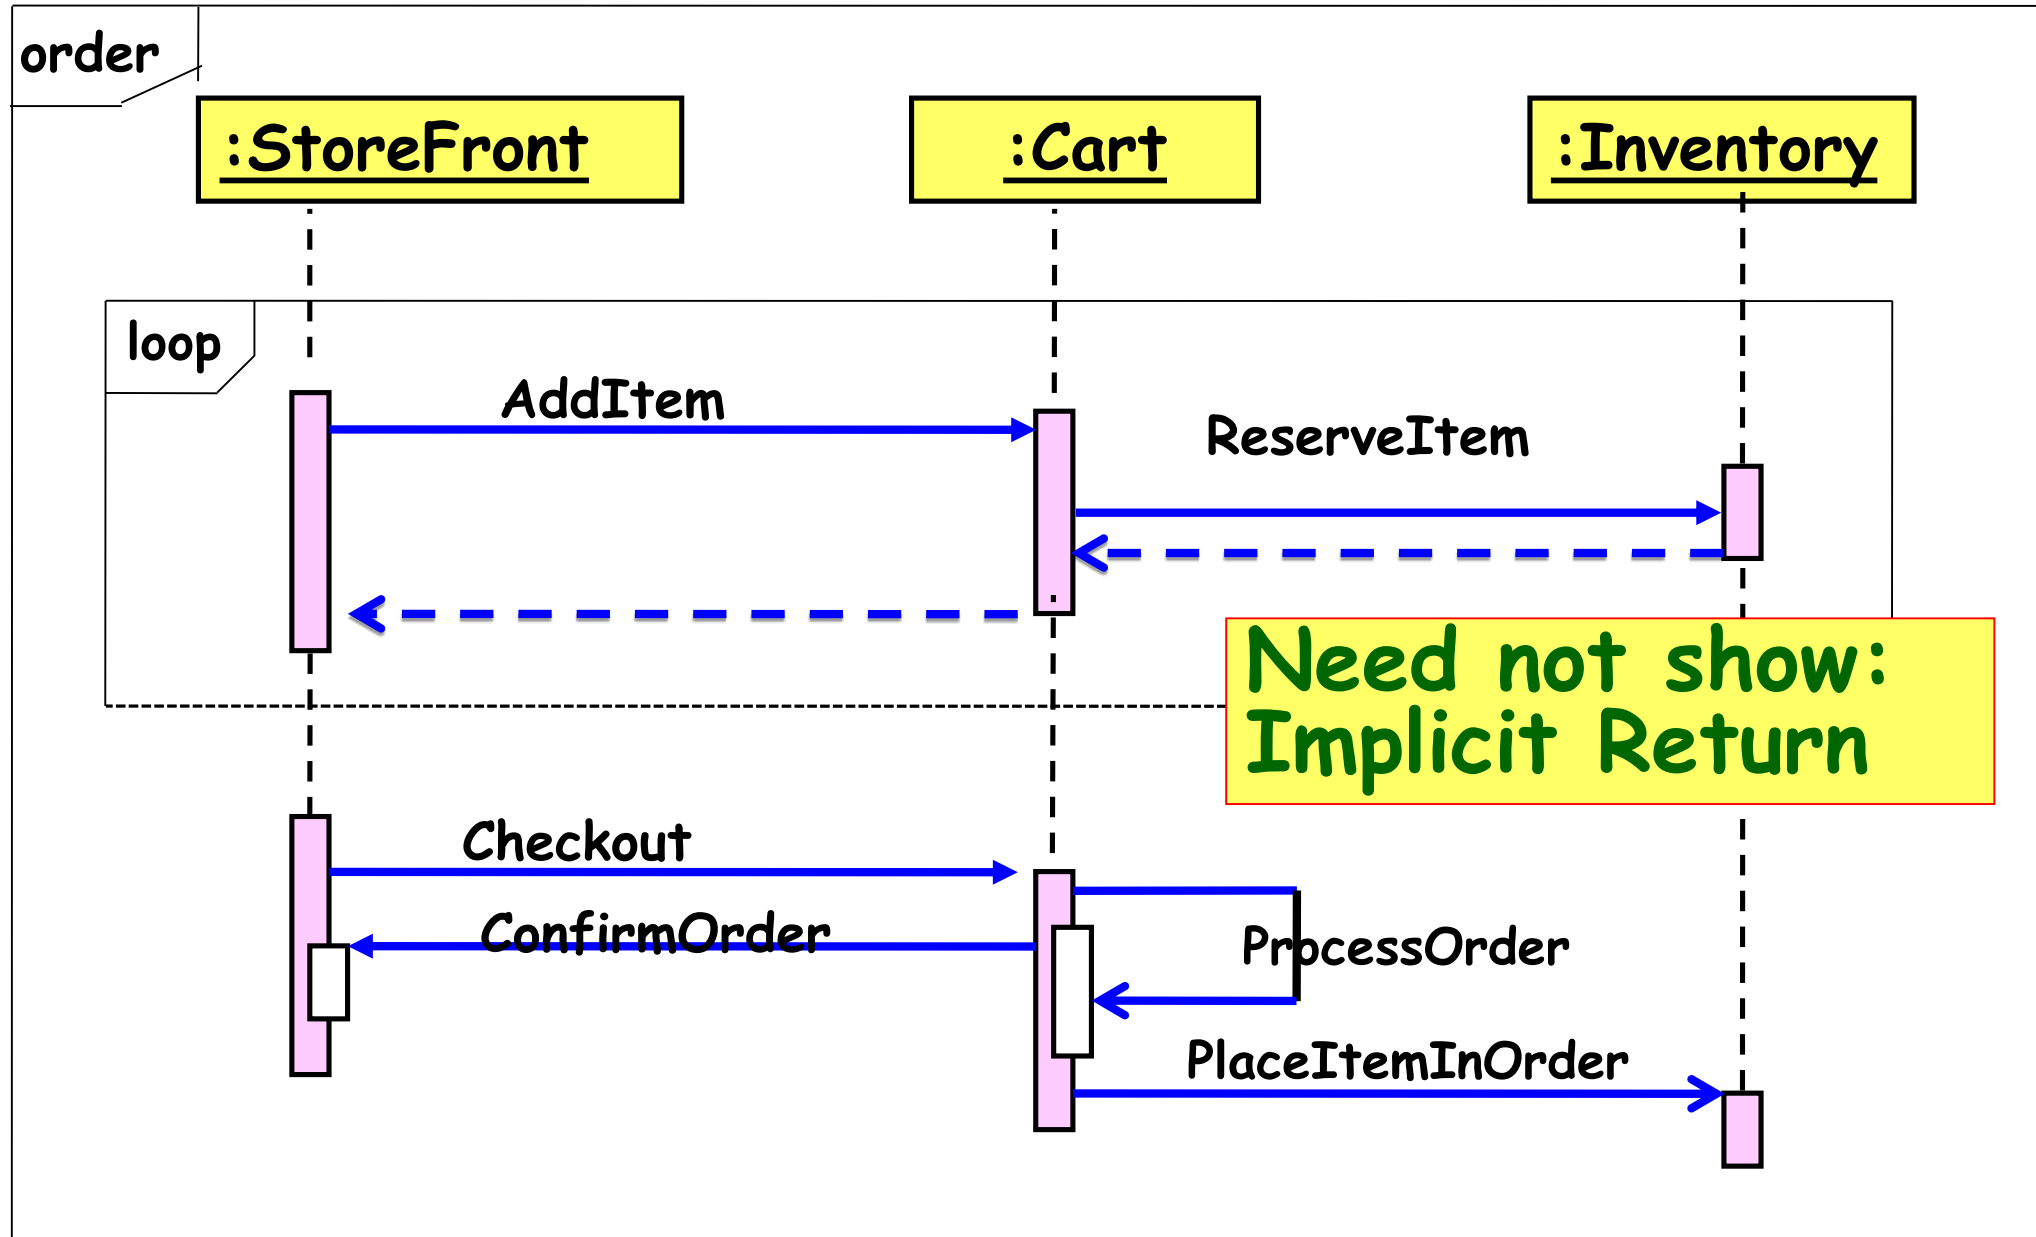 order
:StoreFront
:Cart
:Inventory
loop
AddItem
ReserveItem
Need not show:
Implicit Return
Checkout
ConfirmOrder
ProcessOrder
PlaceItemInOrder